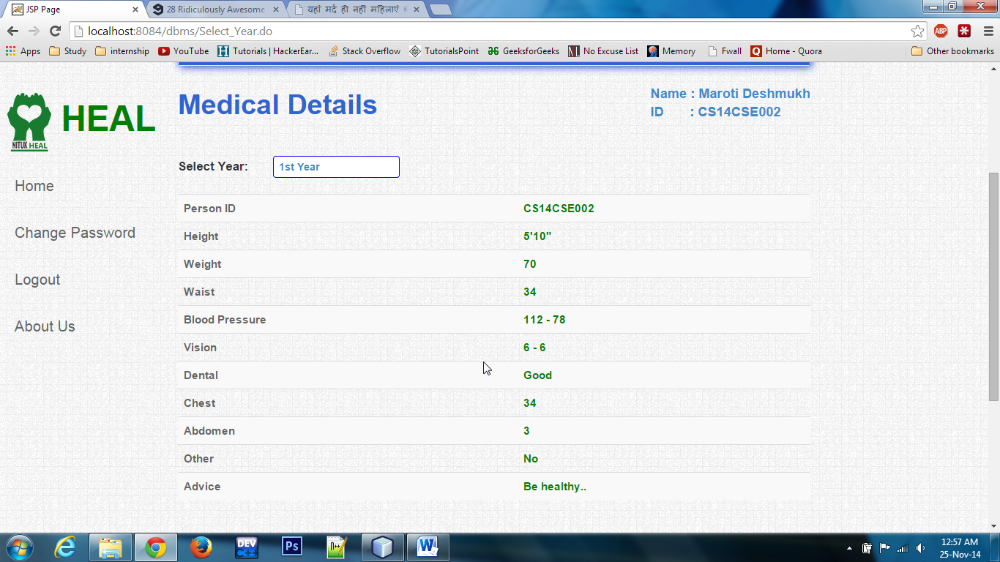 JSP Page
28 Ridiculously Awesome
यहां मर्द ही नहीं महिलाएं
localhost:8084/dbms/Select_Year.do
ABP
Apps Study internship YouTube Tutorials | HackerEar... Stack Overflow TutorialsPoint GeeksforGeeks No Excuse List Memory Fwall Home - Quora Other bookmarks
NITUK HEAL
HEAL
Medical Details
Name : Maroti Deshmukh
ID : CS14CSE002
Select Year: 1st Year
Home
Change Password
Logout
About Us
Person ID CS14CSE002
Height 5'10"
Weight 70
Waist 34
Blood Pressure 112 - 78
Vision 6 - 6
Dental Good
Chest 34
Abdomen 3
Other No
Advice Be healthy..
DEV
C++
Ps
12:57 AM
25-Nov-14